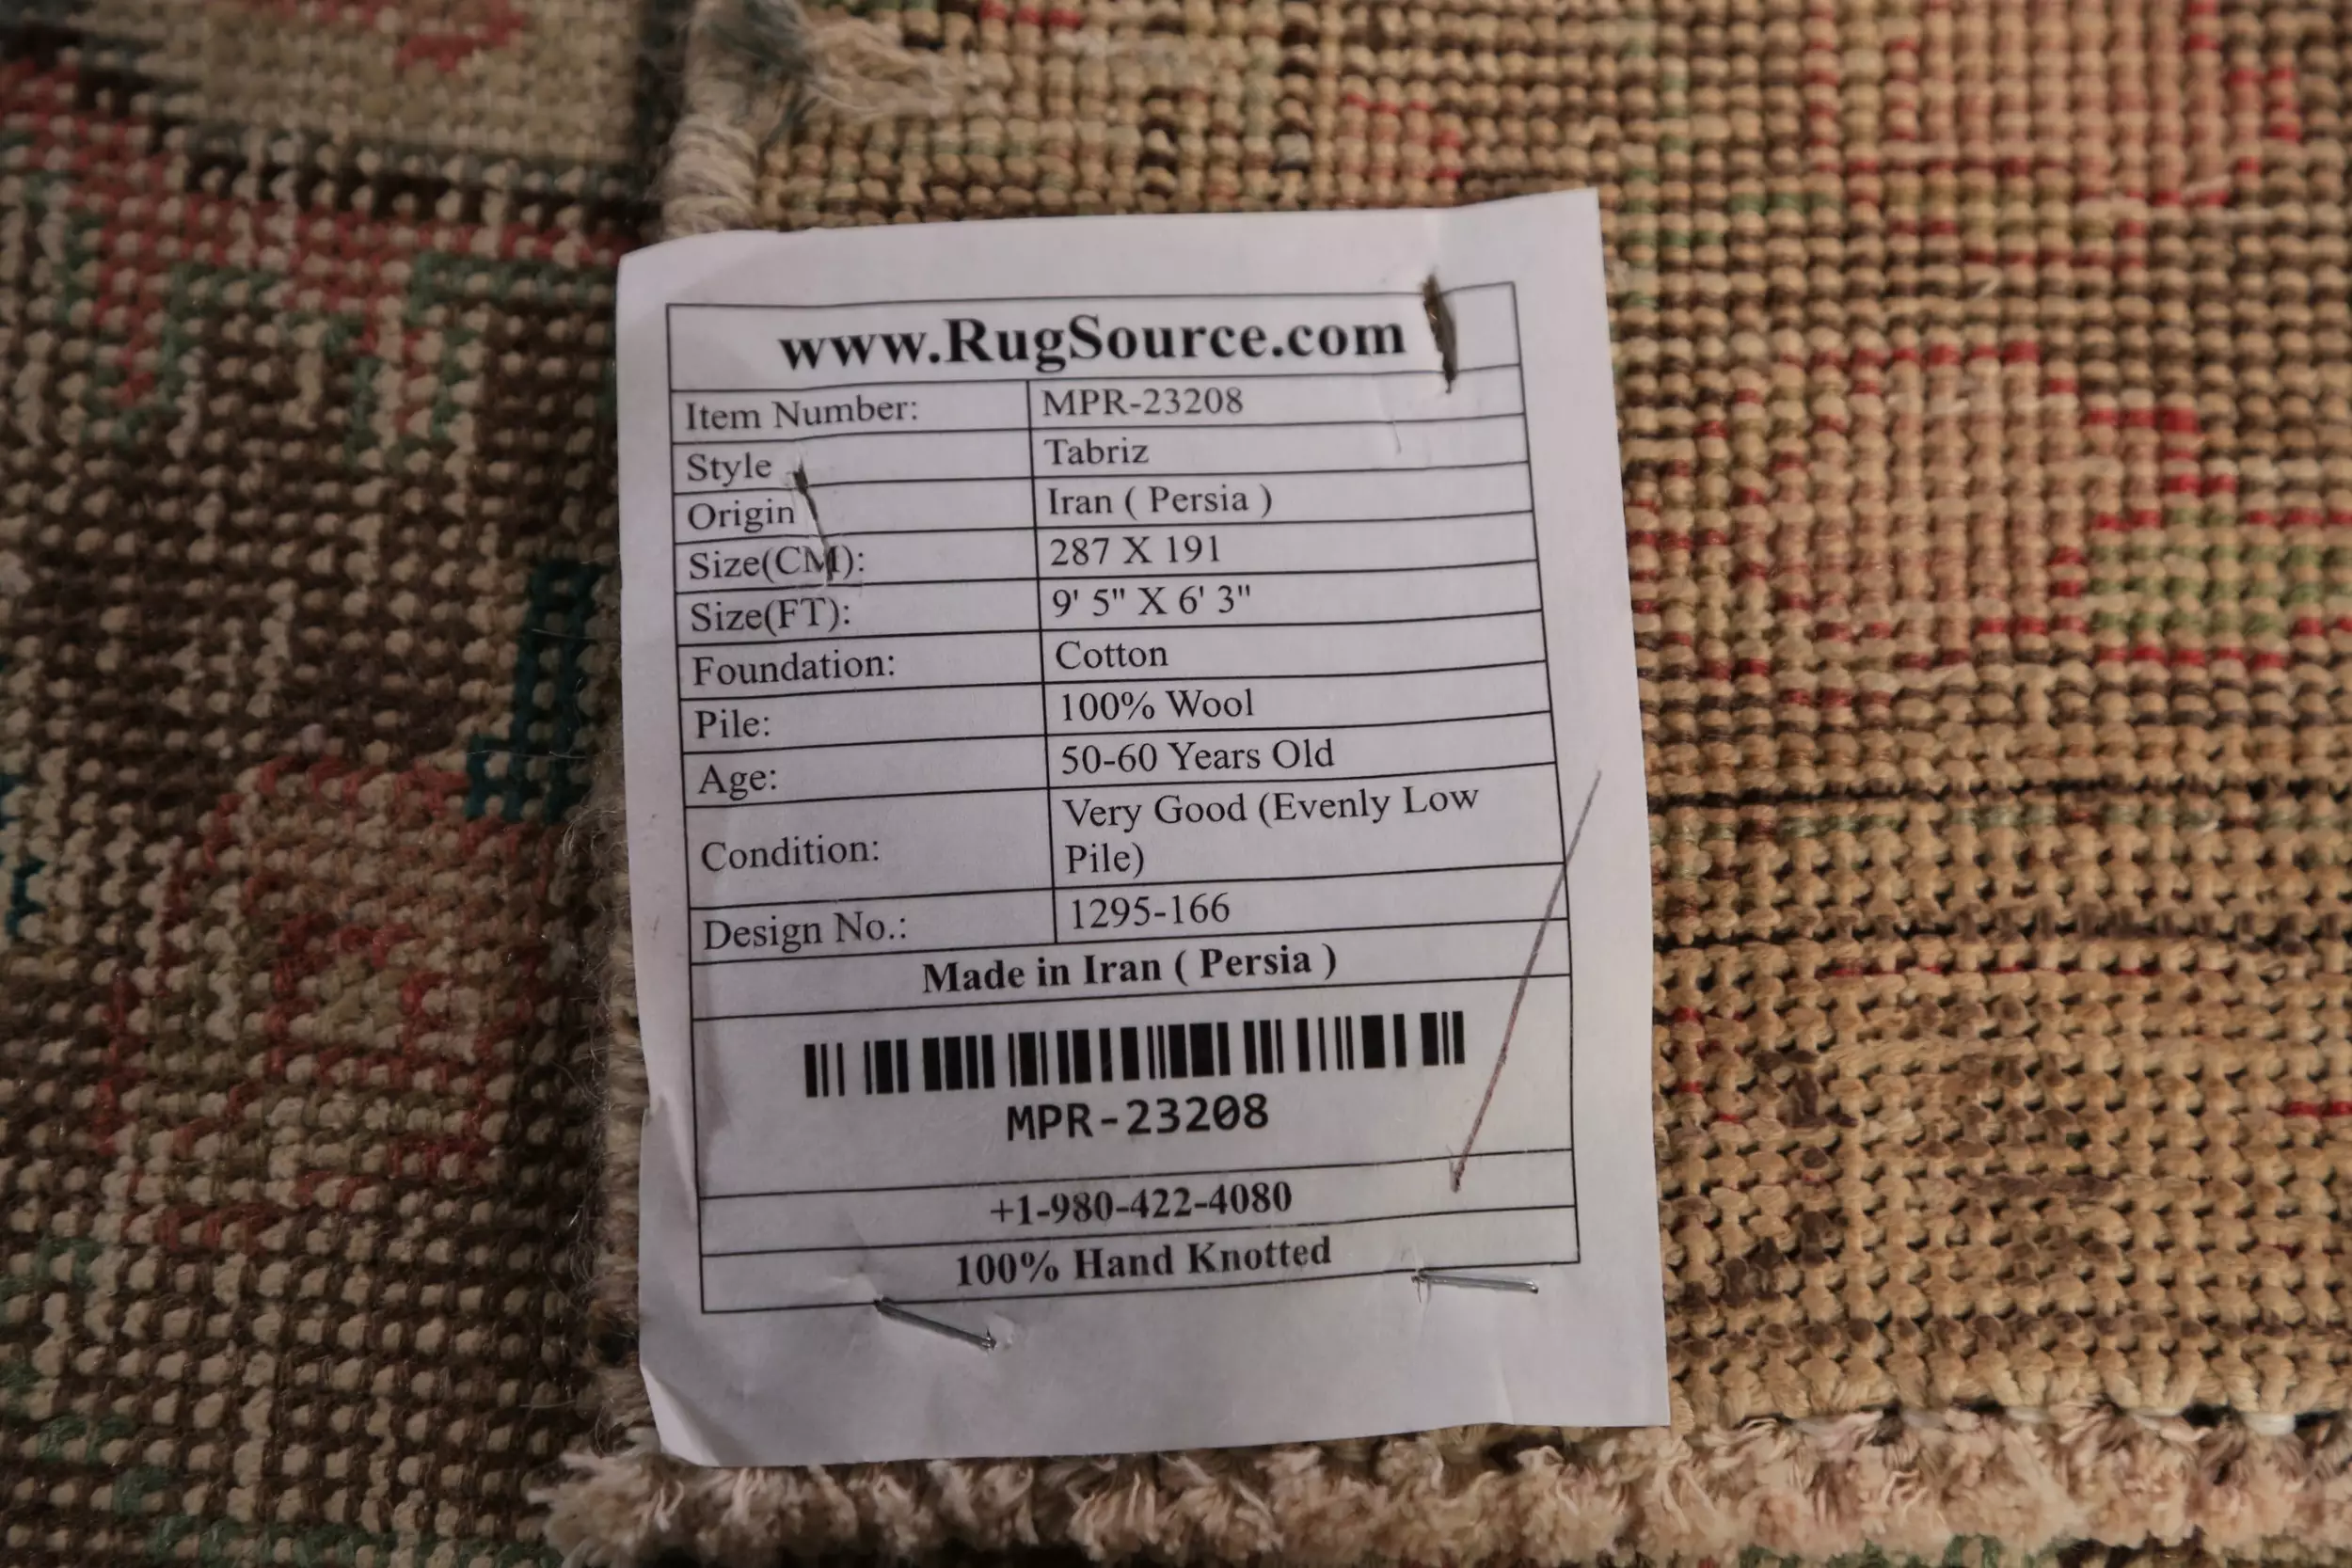 www.RugSource.com
Item Number: MPR-23208
Style Tabriz
Origin Iran ( Persia )
Size(CM): 287 X 191
Size(FT): 9' 5" X 6' 3"
Foundation: Cotton
Pile: 100% Wool
Age: 50-60 Years Old
Condition: Very Good (Evenly Low
Pile)
Design No.: 1295-166
Made in Iran ( Persia )
MPR-23208
+1-980-422-4080
100% Hand Knotted